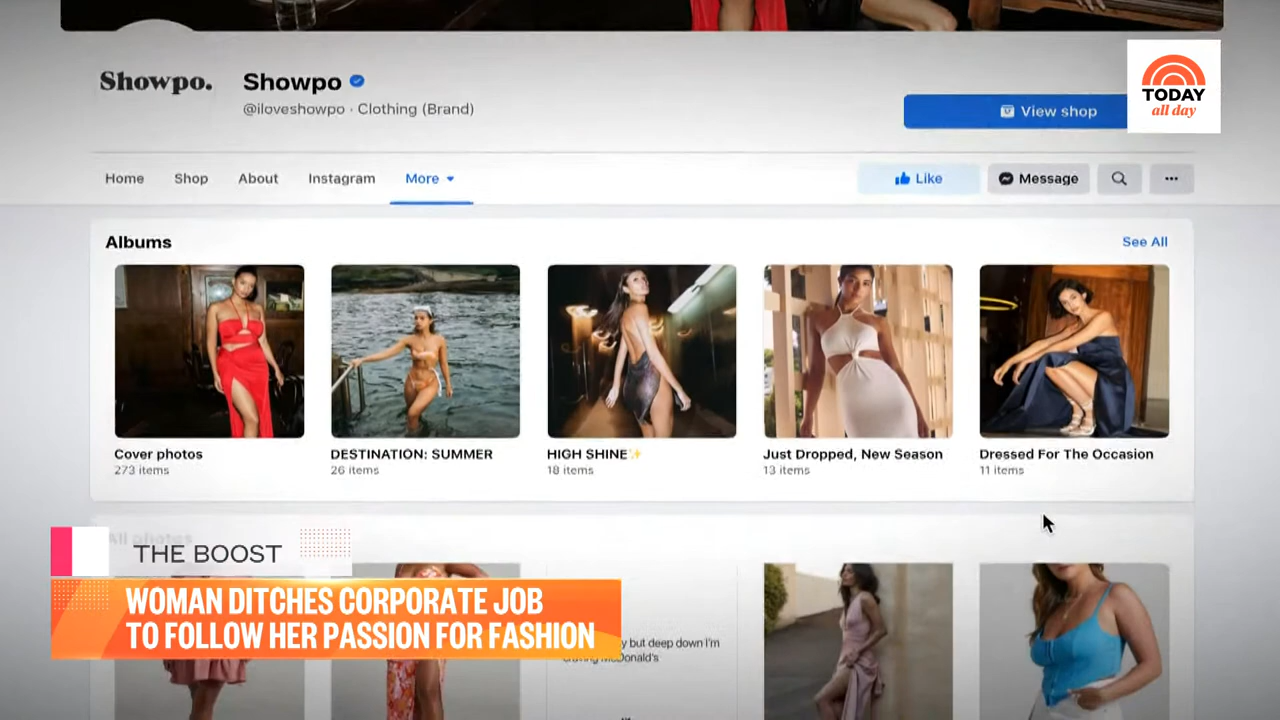 Showpo.
Showpo
@iloveshowpo · Clothing (Brand)
View shop
TODAY
all day
Home
Shop
About
Instagram
More
Like
Message
Albums
See All
Cover photos
273 items
DESTINATION: SUMMER
26 items
HIGH SHINE✨
18 items
Just Dropped, New Season
13 items
Dressed For The Occasion
11 items
All photos
THE BOOST
WOMAN DITCHES CORPORATE JOB
TO FOLLOW HER PASSION FOR FASHION
but deep down I'm
craving McDonald's